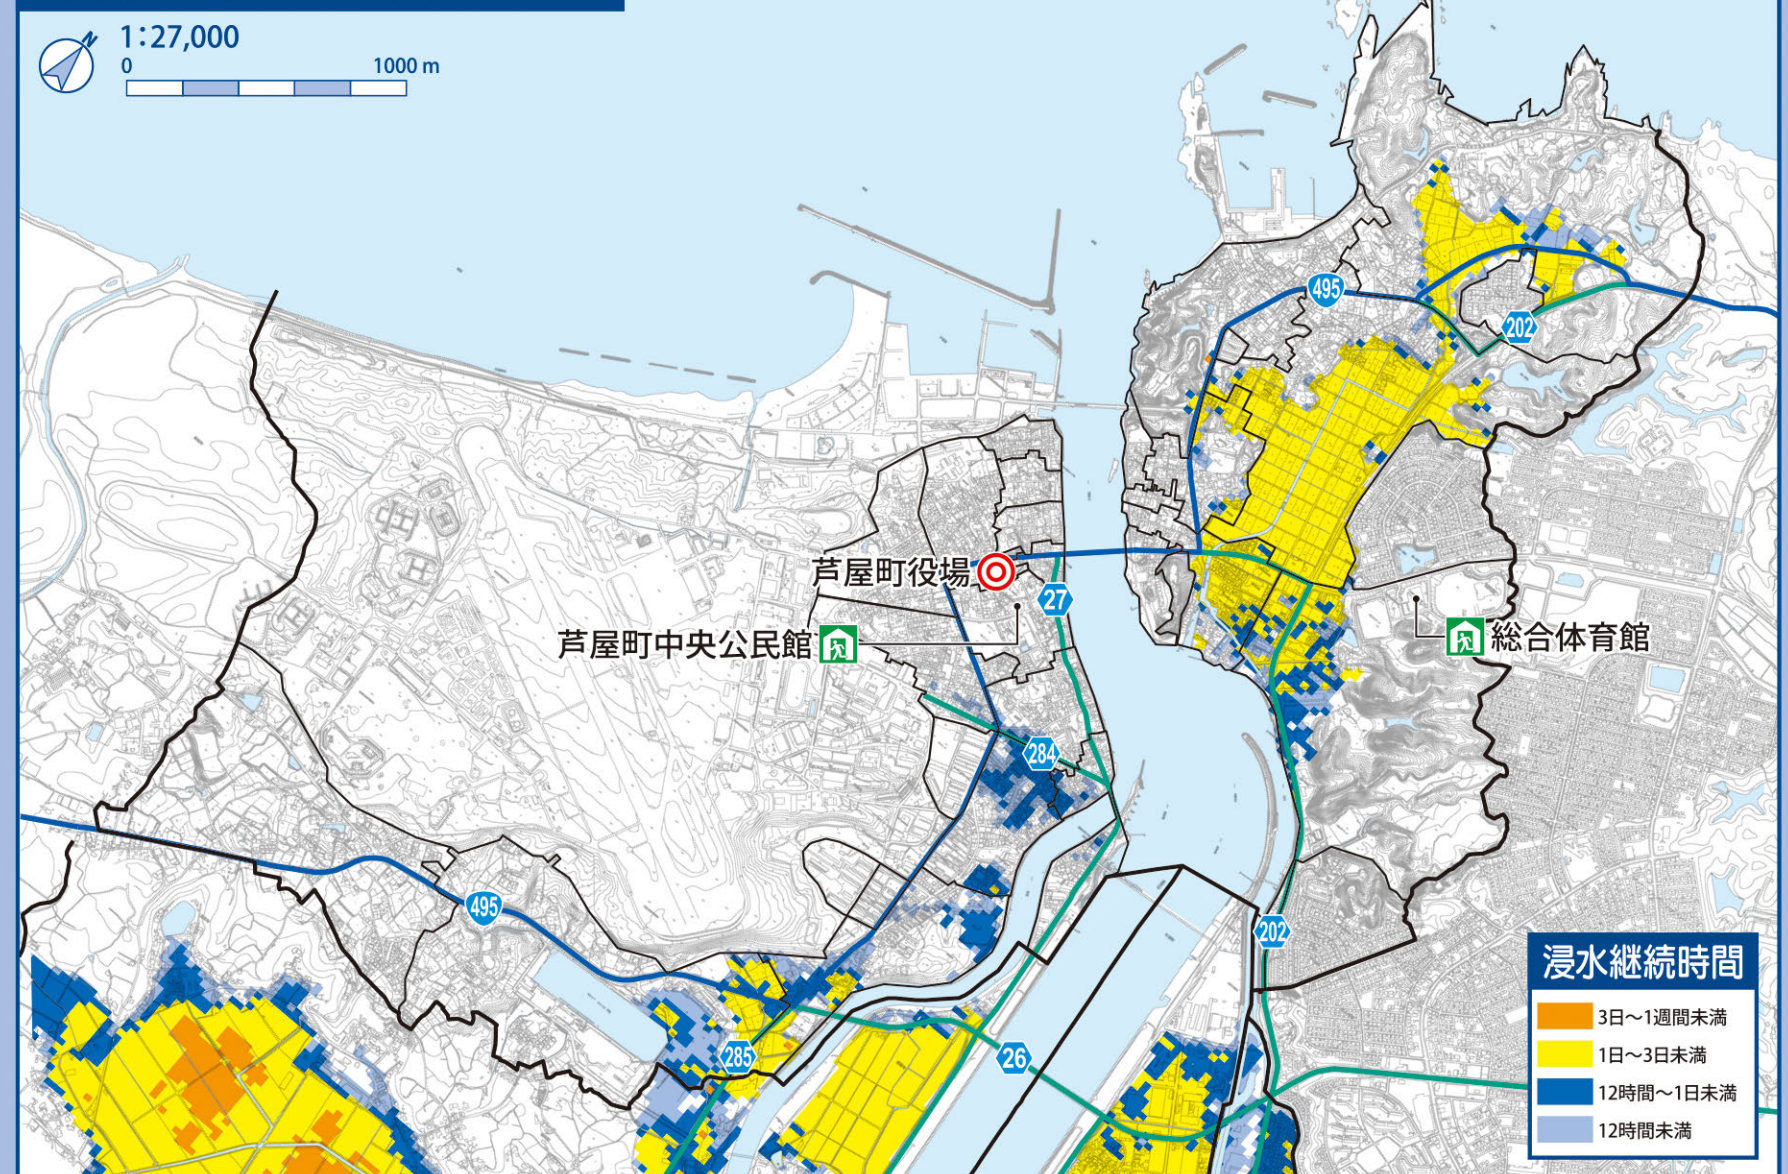 N
1:27,000
0 1000 m
495
202
芦屋町役場
27
芦屋町中央公民館
総合体育館
284
495
202
285
26
浸水継続時間
3日～1週間未満
1日～3日未満
12時間～1日未満
12時間未満